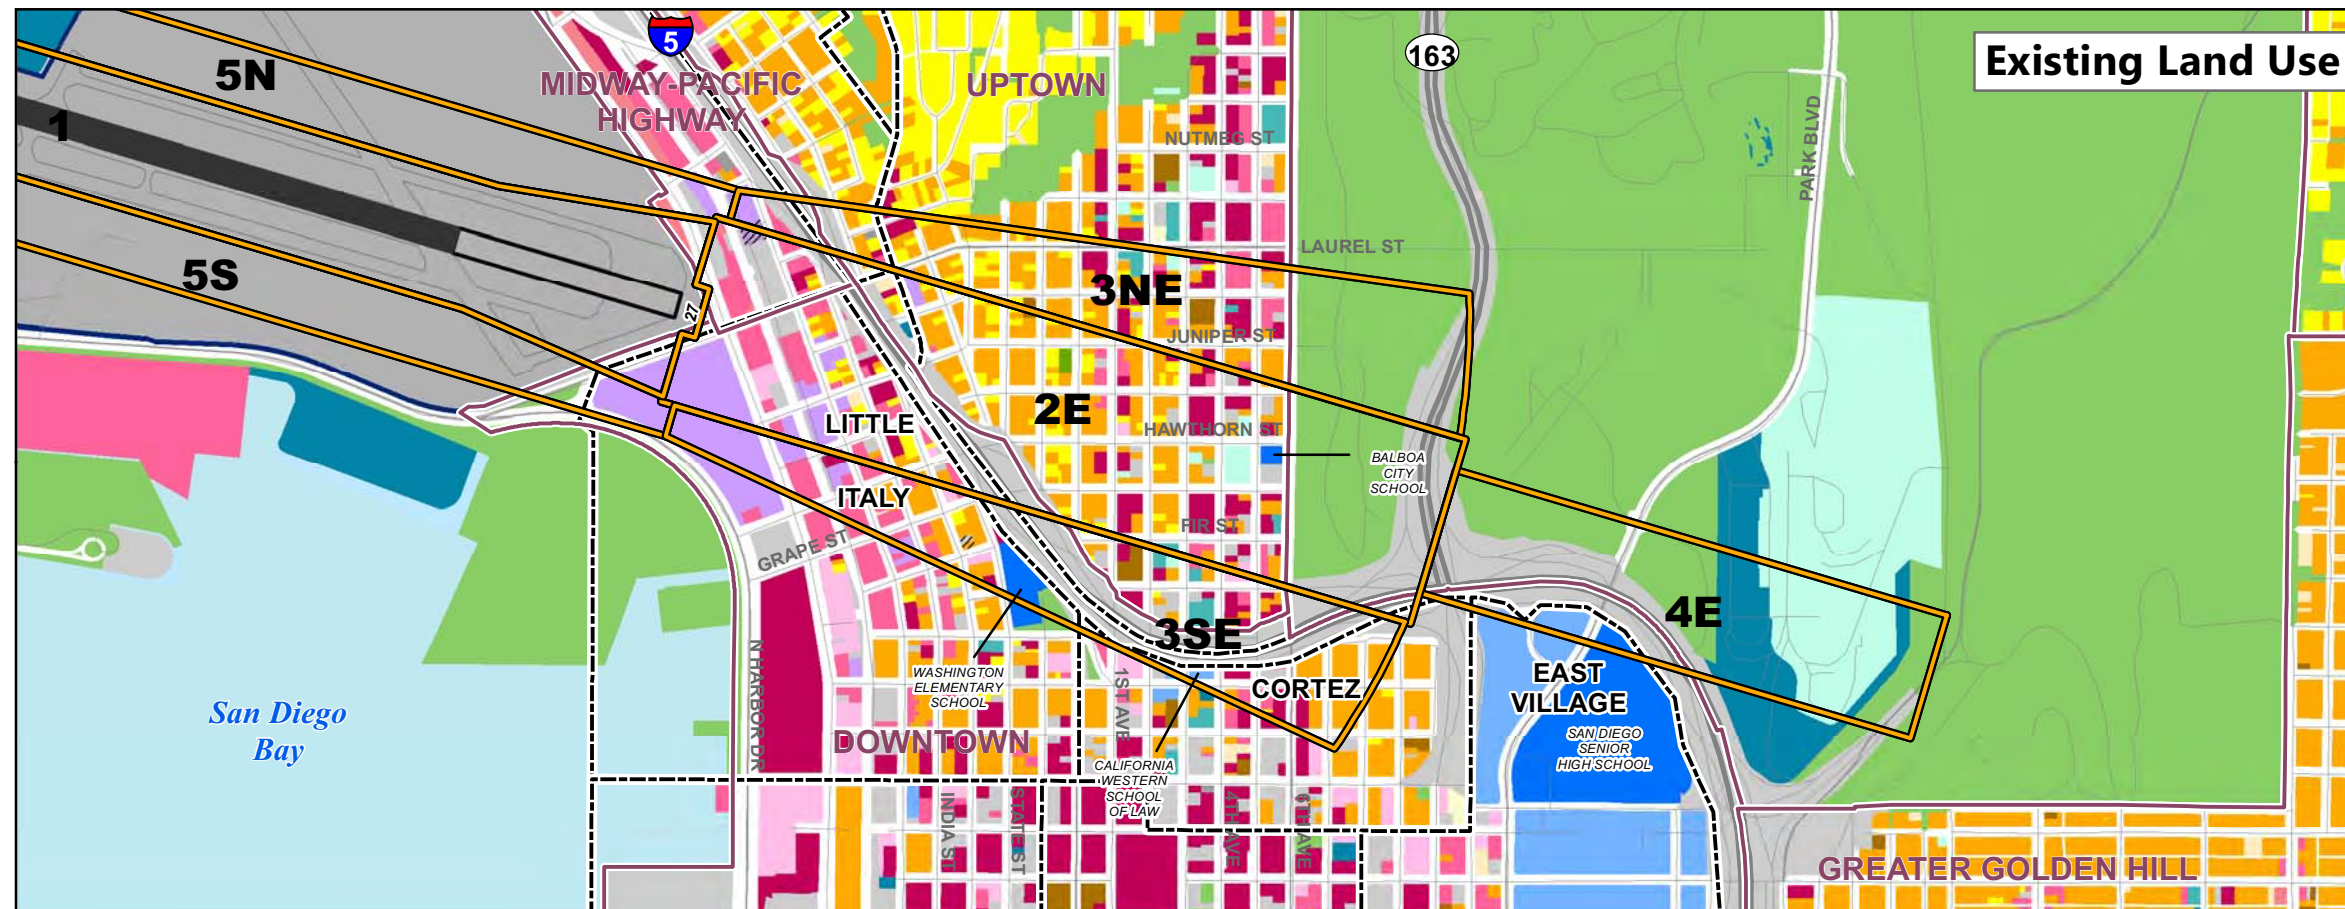 Existing Land Use
5
163
5N
MIDWAY-PACIFIC
HIGHWAY
UPTOWN
1
NUTMEG ST
PARK BLVD
LAUREL ST
5S
3NE
27
JUNIPER ST
2E
LITTLE
ITALY
HAWTHORN ST
BALBOA
CITY
SCHOOL
FIR ST
GRAPE ST
4E
3SE
WASHINGTON
ELEMENTARY
SCHOOL
CORTEZ
EAST
VILLAGE
1ST AVE
N HARBOR DR
San Diego
Bay
DOWNTOWN
SAN DIEGO
SENIOR
HIGH SCHOOL
CALIFORNIA
WESTERN
SCHOOL
OF LAW
INDIA ST
STATE ST
4TH AVE
6TH AVE
GREATER GOLDEN HILL